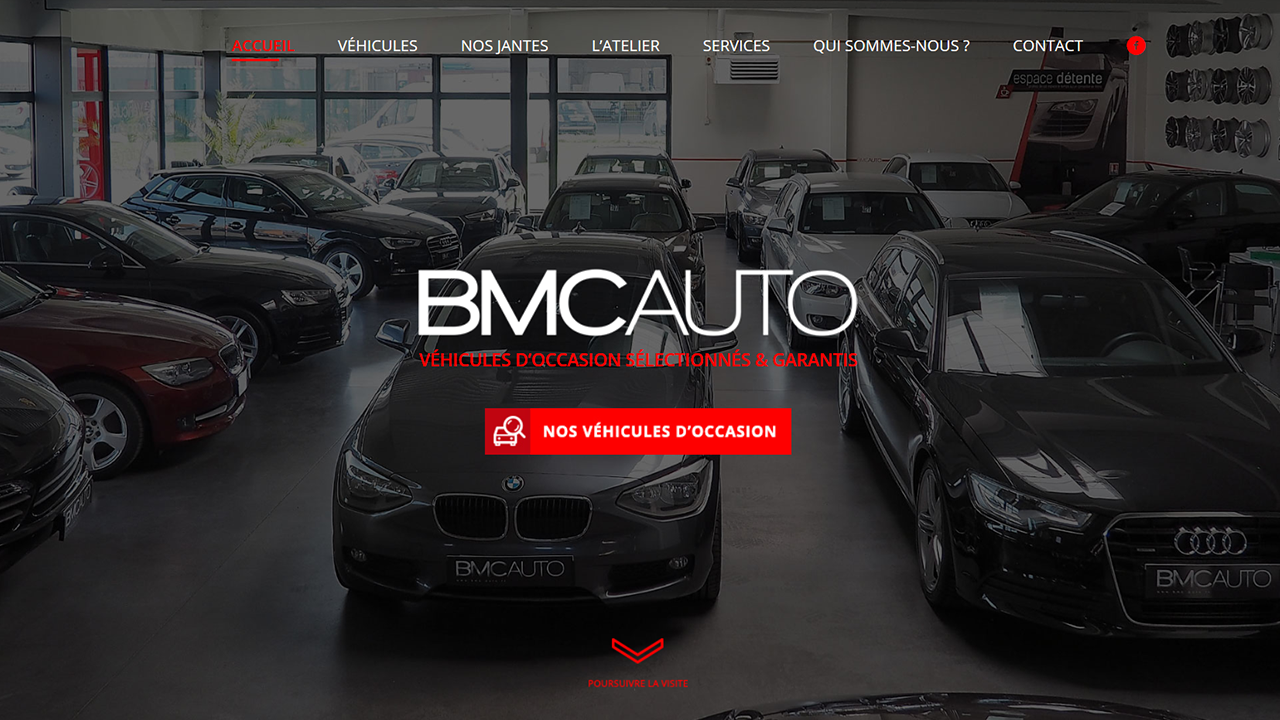 ACCUEIL
VÉHICULES
NOS JANTES
L'ATELIER
SERVICES
QUI SOMMES-NOUS ?
CONTACT
f
espace détente
BMCAUTO
VÉHICULES D'OCCASION SÉLECTIONNÉS & GARANTIS
NOS VÉHICULES D'OCCASION
BMCAUTO
BMCAUTO
POURSUIVRE LA VISITE